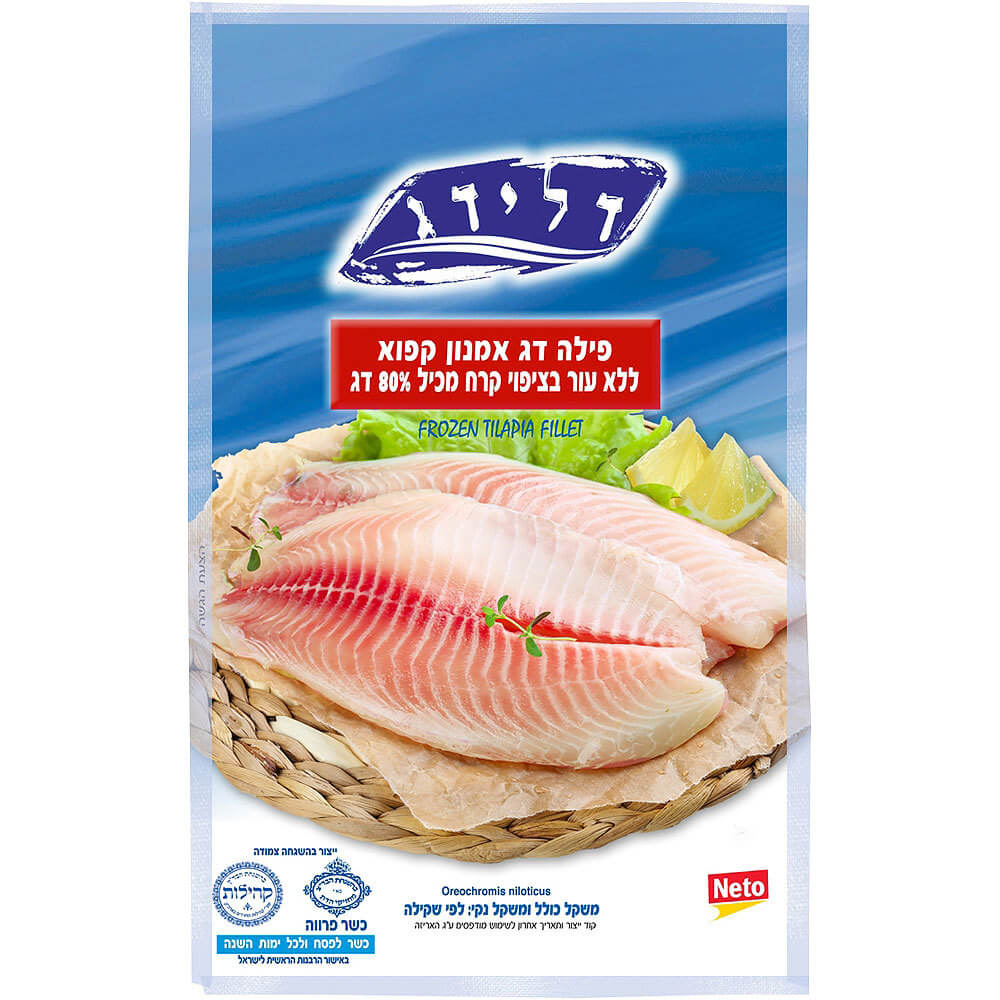 דלידג
פילה דג אמנון קפוא
ללא עור בציפוי קרח מכיל 80% דג
FROZEN TILAPIA FILLET
הצעת הגשה
ייצור בהשגחה צמודה
קהילות
כשר פרווה
כשר לפסח ולכל ימות השנה
באישור הרבנות הראשית לישראל
Oreochromis niloticus
משקל כולל ומשקל נקי: לפי שקילה
קוד ייצור ותאריך אחרון לשימוש מודפסים ע"ג האריזה
Neto